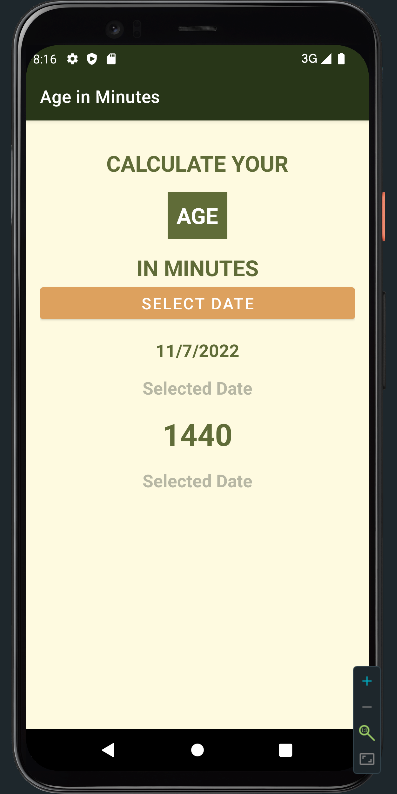 8:16 3G
Age in Minutes
CALCULATE YOUR
AGE
IN MINUTES
SELECT DATE
11/7/2022
Selected Date
1440
Selected Date